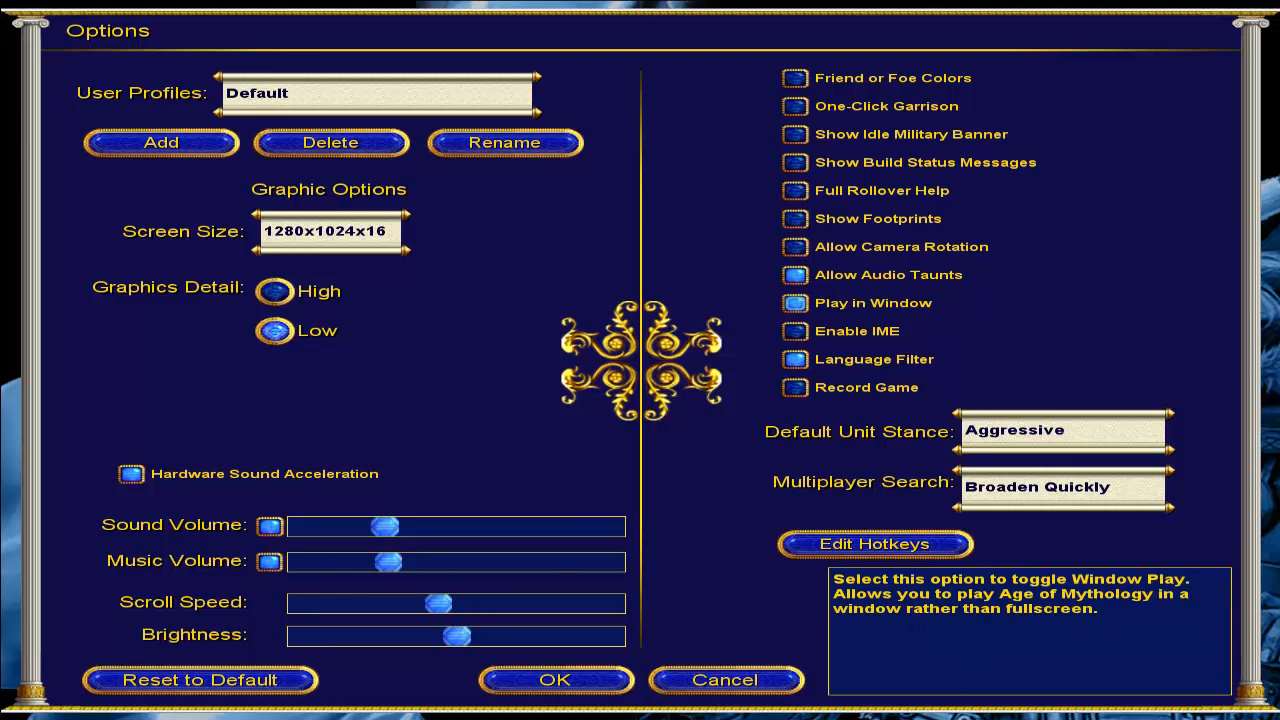 Options
User Profiles: Default
Add Delete Rename
Graphic Options
Screen Size: 1280x1024x16
Graphics Detail: High
Low
Hardware Sound Acceleration
Sound Volume:
Music Volume:
Scroll Speed:
Brightness:
Reset to Default OK Cancel
Friend or Foe Colors
One-Click Garrison
Show Idle Military Banner
Show Build Status Messages
Full Rollover Help
Show Footprints
Allow Camera Rotation
Allow Audio Taunts
Play in Window
Enable IME
Language Filter
Record Game
Default Unit Stance: Aggressive
Multiplayer Search: Broaden Quickly
Edit Hotkeys
Select this option to toggle Window Play.
Allows you to play Age of Mythology in a
window rather than fullscreen.